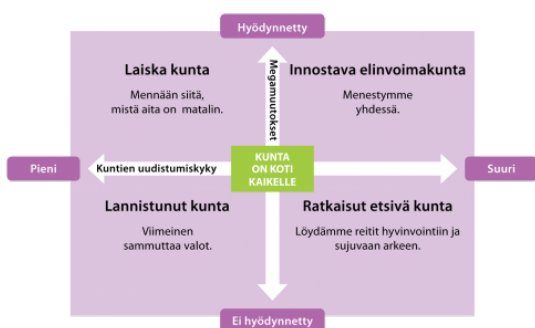 Hyödynnetty
Laiska kunta
Mennään siitä,
mistä aita on matalin.
Megamuutokset
Innostava elinvoimakunta
Menestymme
yhdessä.
Pieni
Kuntien uudistumiskyky
KUNTA
ON KOTI
KAIKELLE
Suuri
Lannistunut kunta
Viimeinen
sammuttaa valot.
Ratkaisut etsivä kunta
Löydämme reitit hyvinvointiin ja
sujuvaan arkeen.
Ei hyödynnetty